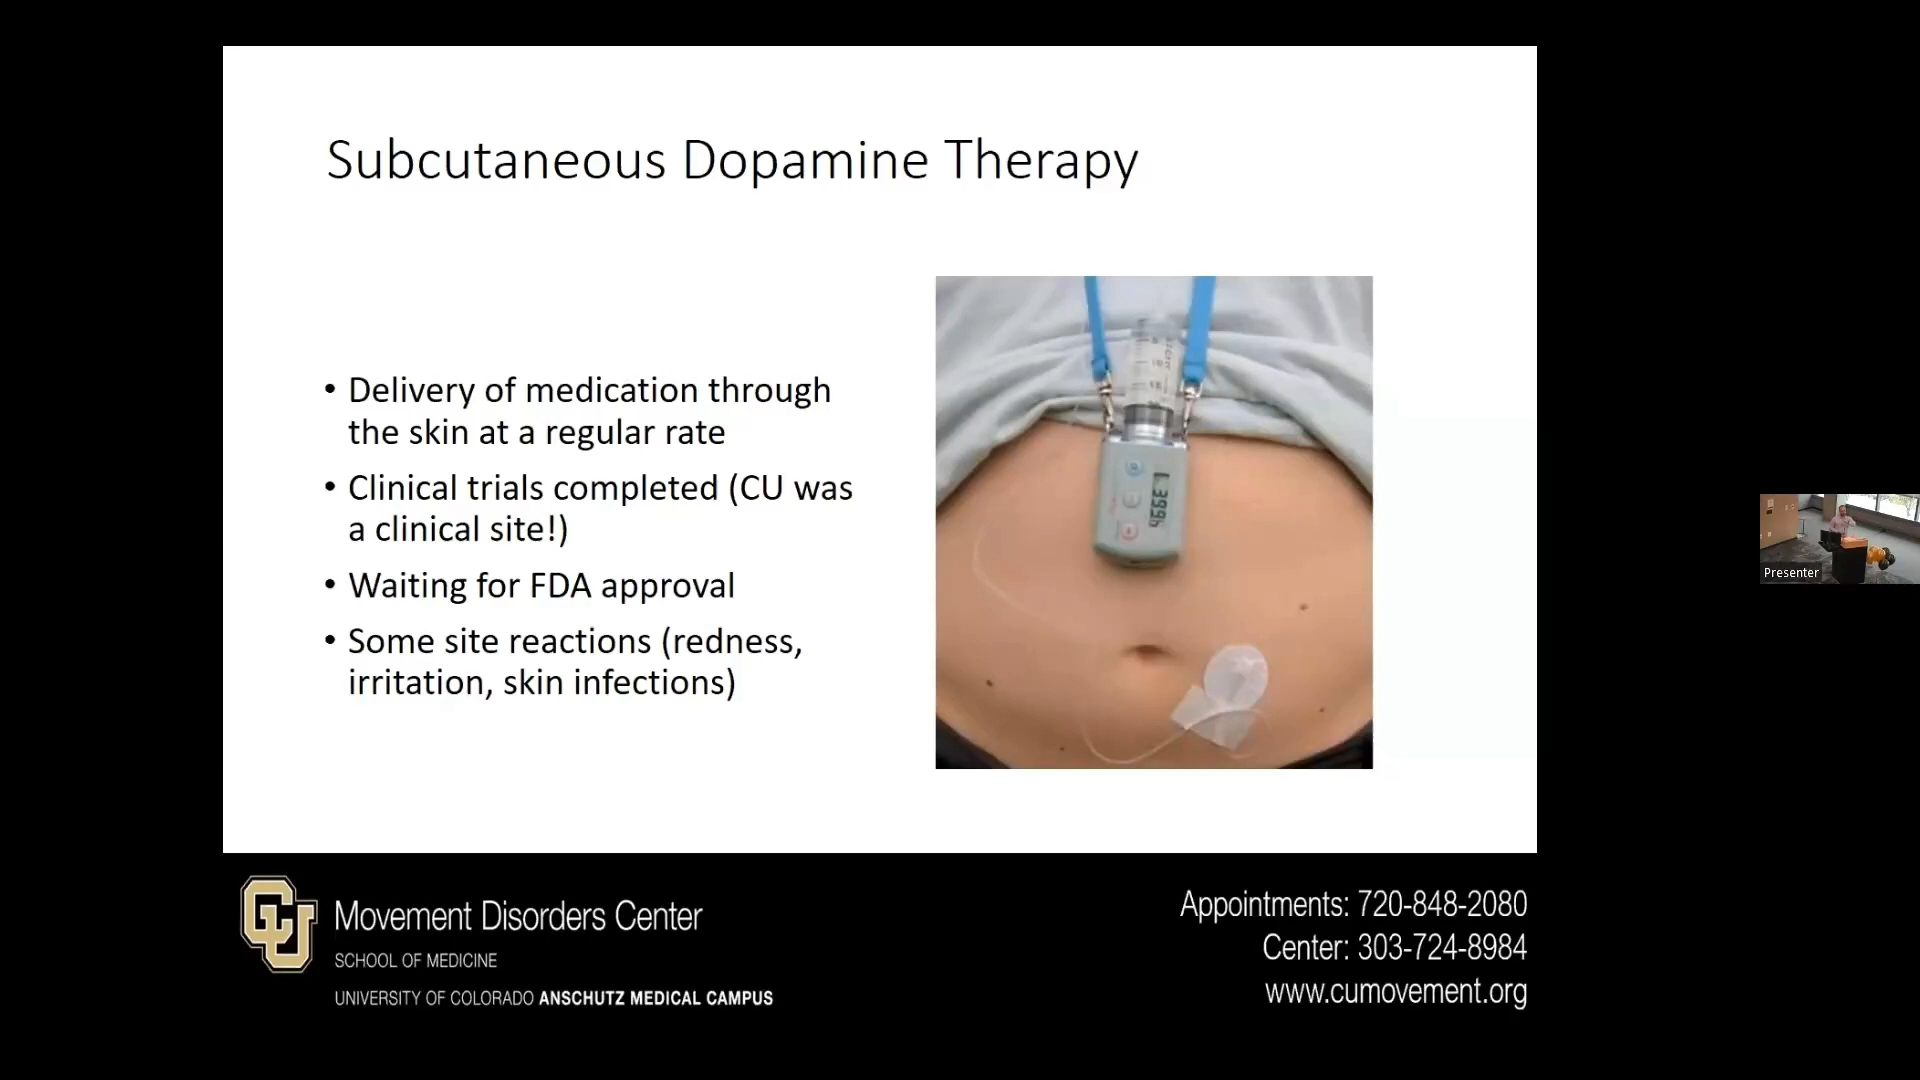 Subcutaneous Dopamine Therapy
• Delivery of medication through
the skin at a regular rate
• Clinical trials completed (CU was
a clinical site!)
• Waiting for FDA approval
• Some site reactions (redness,
irritation, skin infections)
Presenter
CU
Movement Disorders Center
SCHOOL OF MEDICINE
UNIVERSITY OF COLORADO ANSCHUTZ MEDICAL CAMPUS
Appointments: 720-848-2080
Center: 303-724-8984
www.cumovement.org